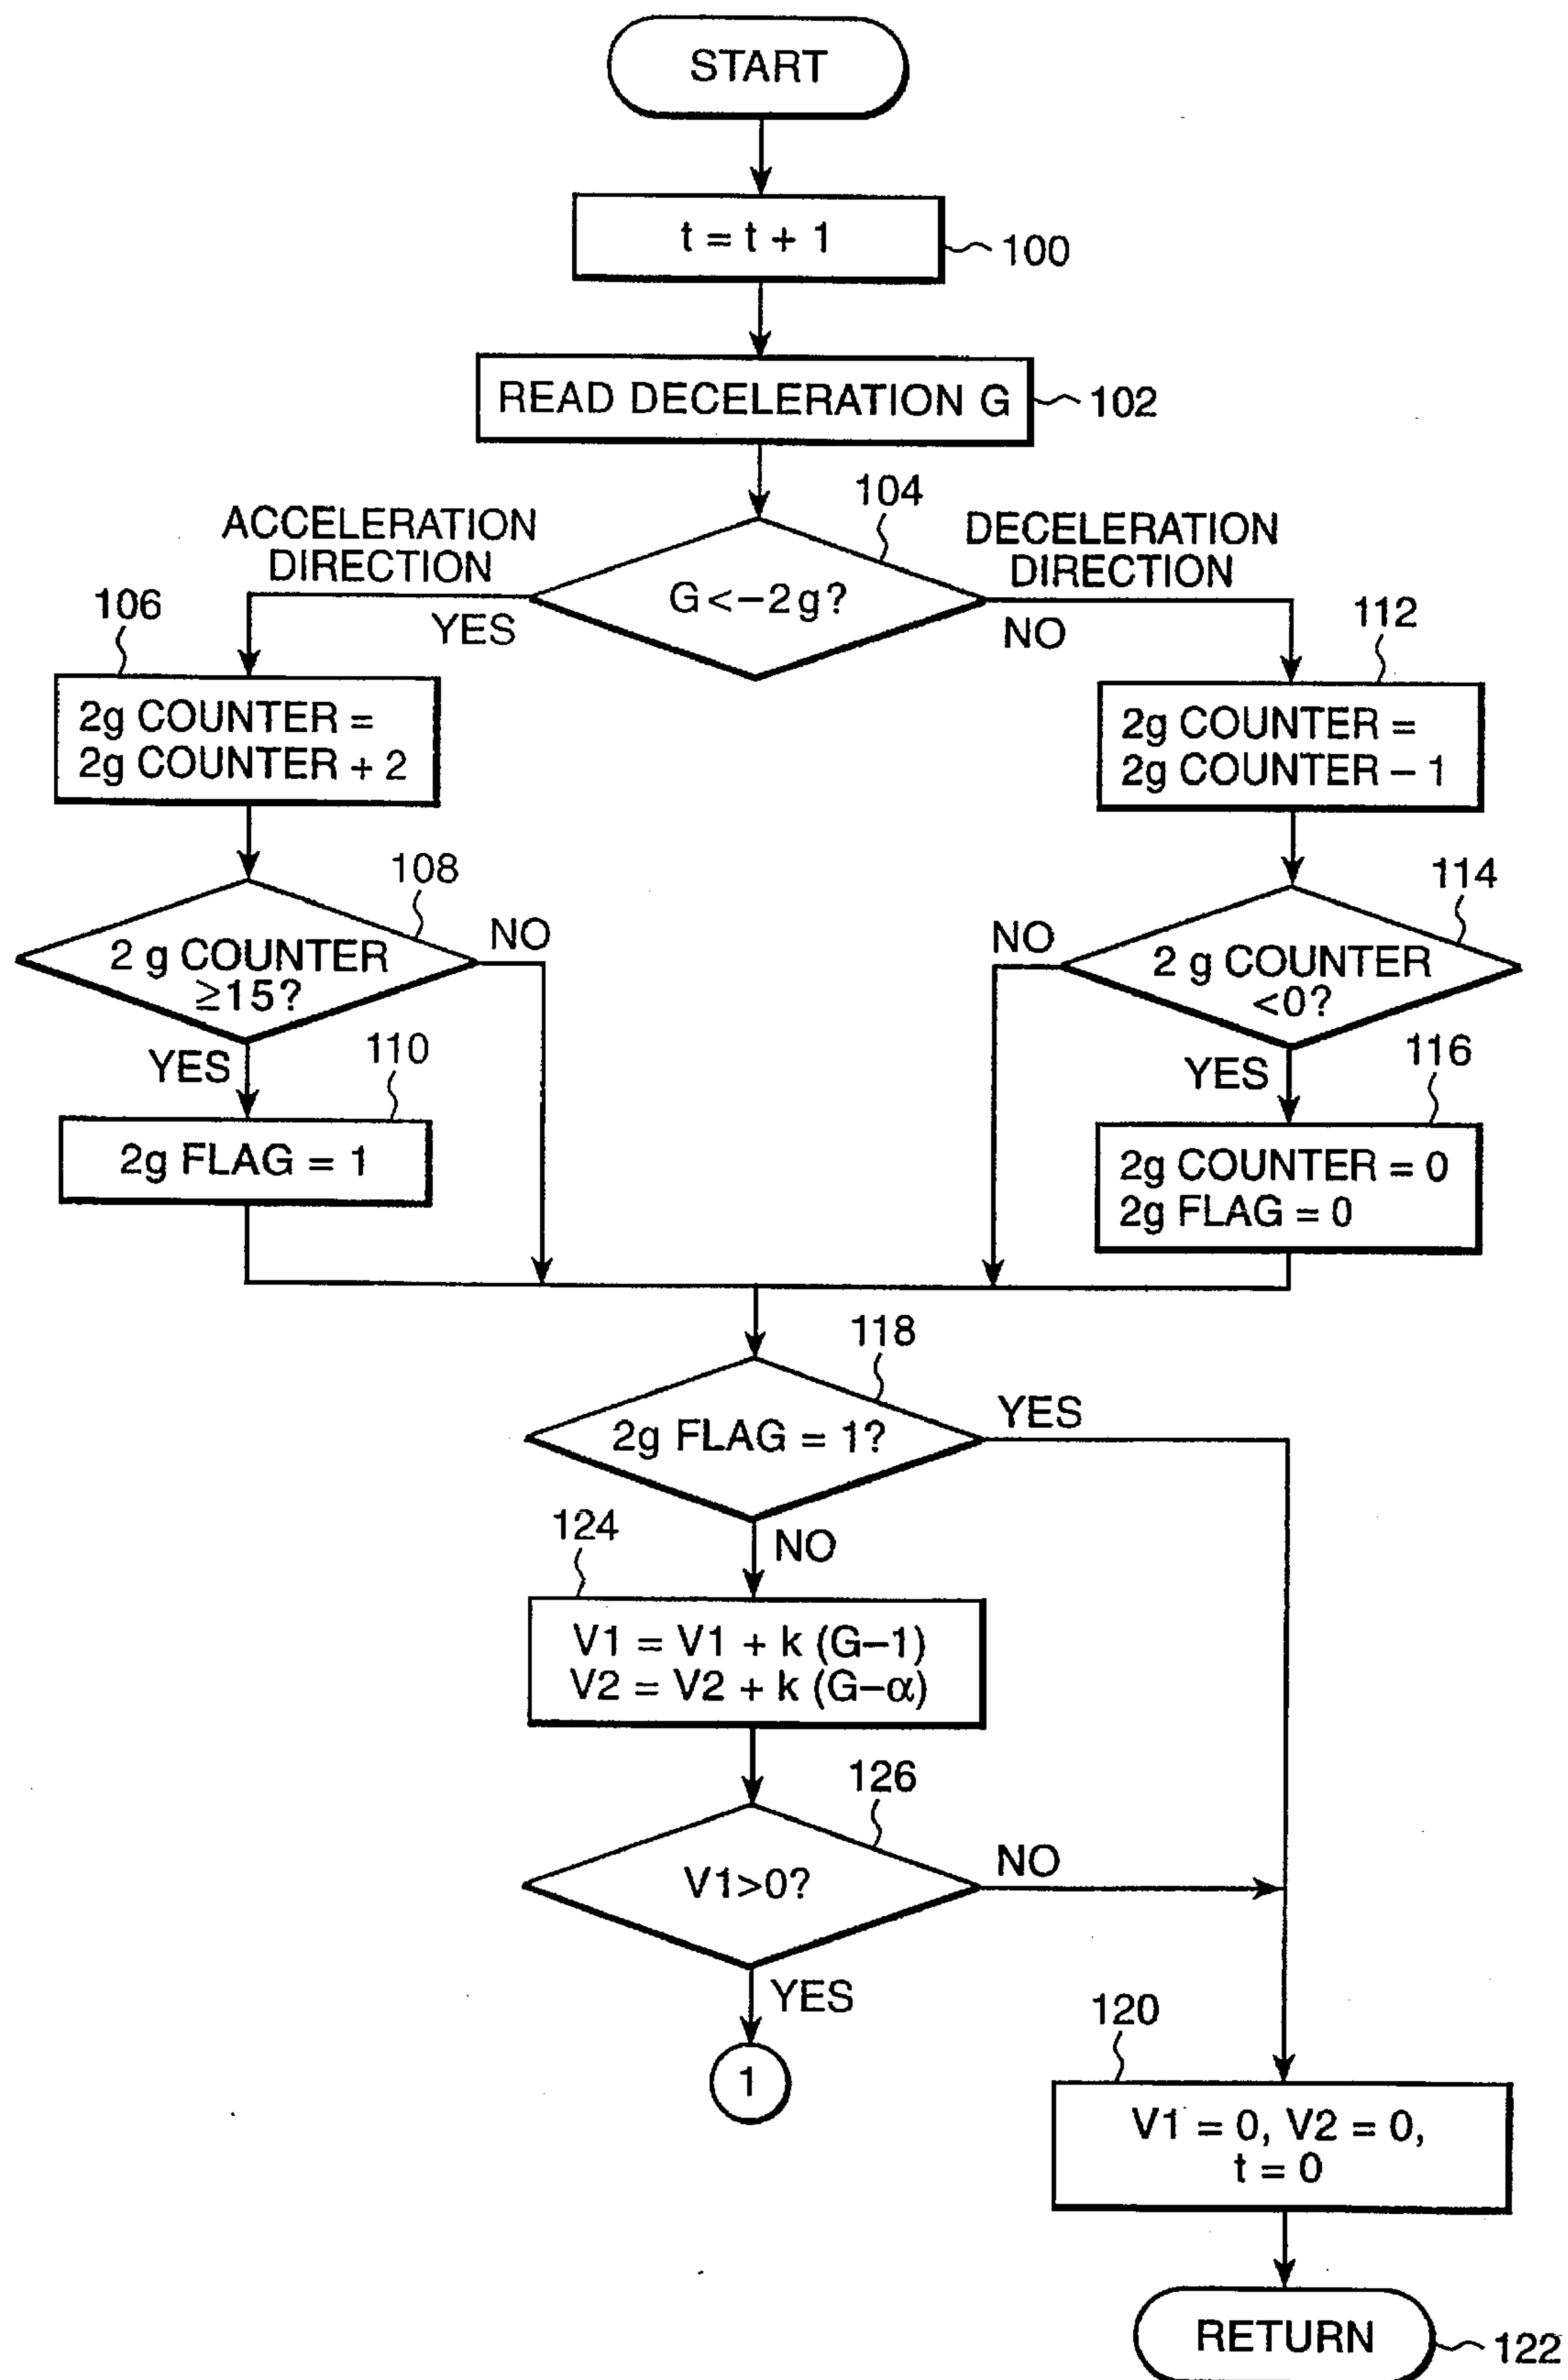 START
t = t + 1
100
READ DECELERATION G
102
104
ACCELERATION
DIRECTION
DECELERATION
DIRECTION
G<−2g?
YES
NO
106
112
2g COUNTER =
2g COUNTER + 2
2g COUNTER =
2g COUNTER − 1
108
114
2 g COUNTER
≥15?
NO
NO
2 g COUNTER
<0?
YES
110
YES
116
2g FLAG = 1
2g COUNTER = 0
2g FLAG = 0
118
2g FLAG = 1?
YES
124
NO
V1 = V1 + k (G−1)
V2 = V2 + k (G−α)
126
V1>0?
NO
YES
1
120
V1 = 0, V2 = 0,
t = 0
RETURN
122